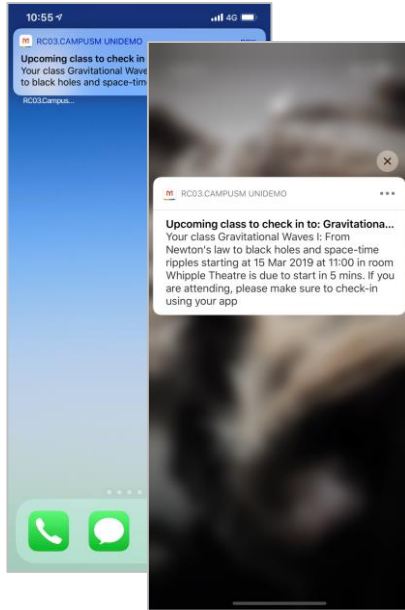 10:55
4G
RC03.CAMPUSM UNIDEMO
Upcoming class to check in
Your class Gravitational Wave
to black holes and space-tim
RC03.Campus...
RC03.CAMPUSM UNIDEMO
Upcoming class to check in to: Gravitationa...
Your class Gravitational Waves I: From
Newton's law to black holes and space-time
ripples starting at 15 Mar 2019 at 11:00 in room
Whipple Theatre is due to start in 5 mins. If you
are attending, please make sure to check-in
using your app